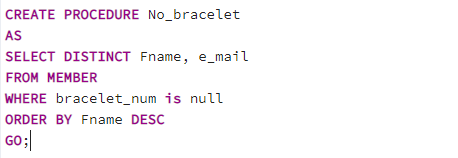 CREATE PROCEDURE No_bracelet
AS
SELECT DISTINCT Fname, e_mail
FROM MEMBER
WHERE bracelet_num is null
ORDER BY Fname DESC
GO;